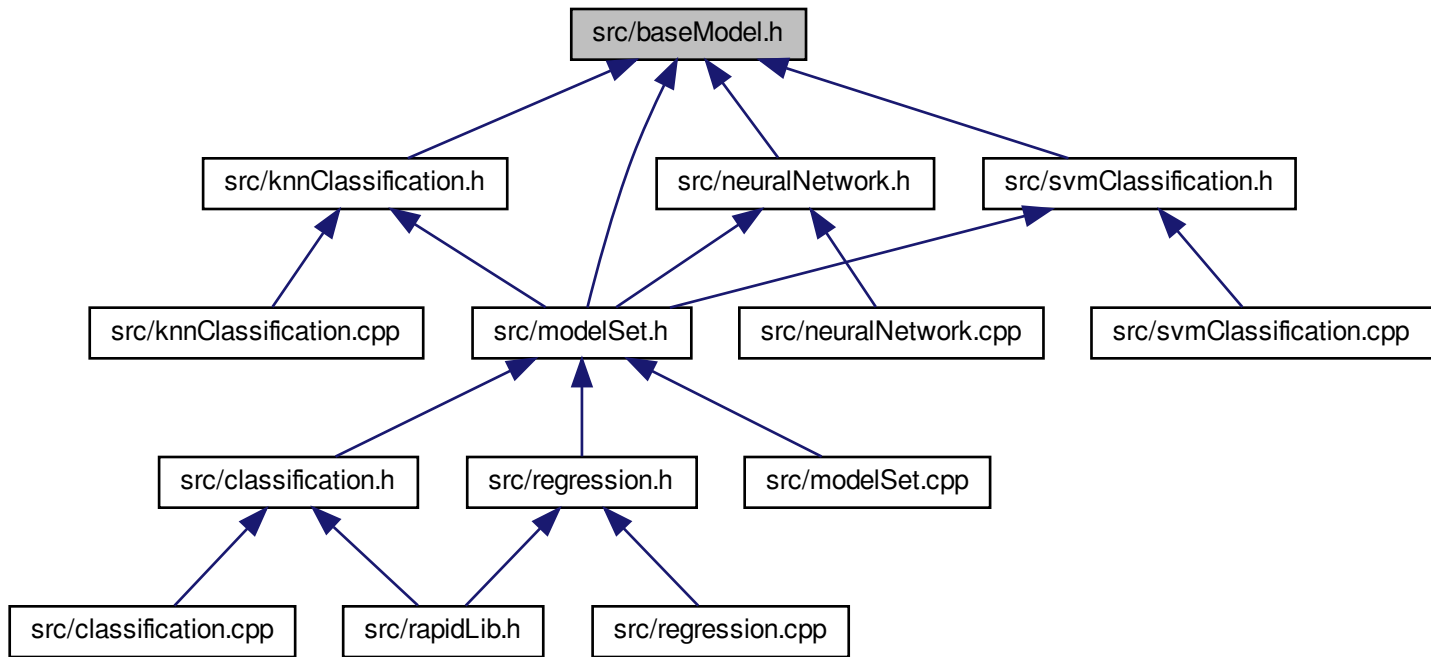 src/baseModel.h
src/knnClassification.h
src/neuralNetwork.h
src/svmClassification.h
src/knnClassification.cpp
src/modelSet.h
src/neuralNetwork.cpp
src/svmClassification.cpp
src/classification.h
src/regression.h
src/modelSet.cpp
src/classification.cpp
src/rapidLib.h
src/regression.cpp